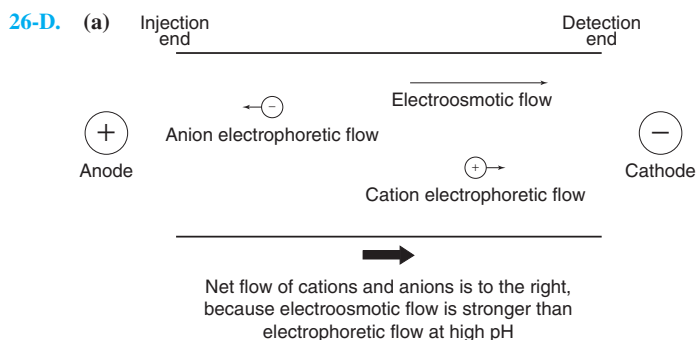 26-D. (a) Injection end
Detection end
Electroosmotic flow
−
Anion electrophoretic flow
+
Anode
−
Cathode
+
Cation electrophoretic flow
Net flow of cations and anions is to the right,
because electroosmotic flow is stronger than
electrophoretic flow at high pH